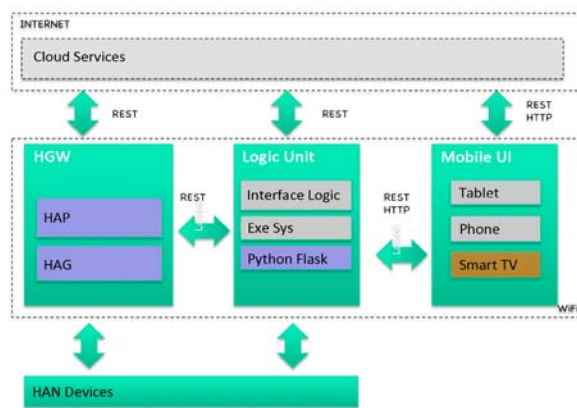 INTERNET
Cloud Services
REST
REST
REST
HTTP
HGW
Logic Unit
Mobile UI
HAP
HAG
REST
Interface Logic
Exe Sys
Python Flask
REST
HTTP
Tablet
Phone
Smart TV
WiFi
HAN Devices